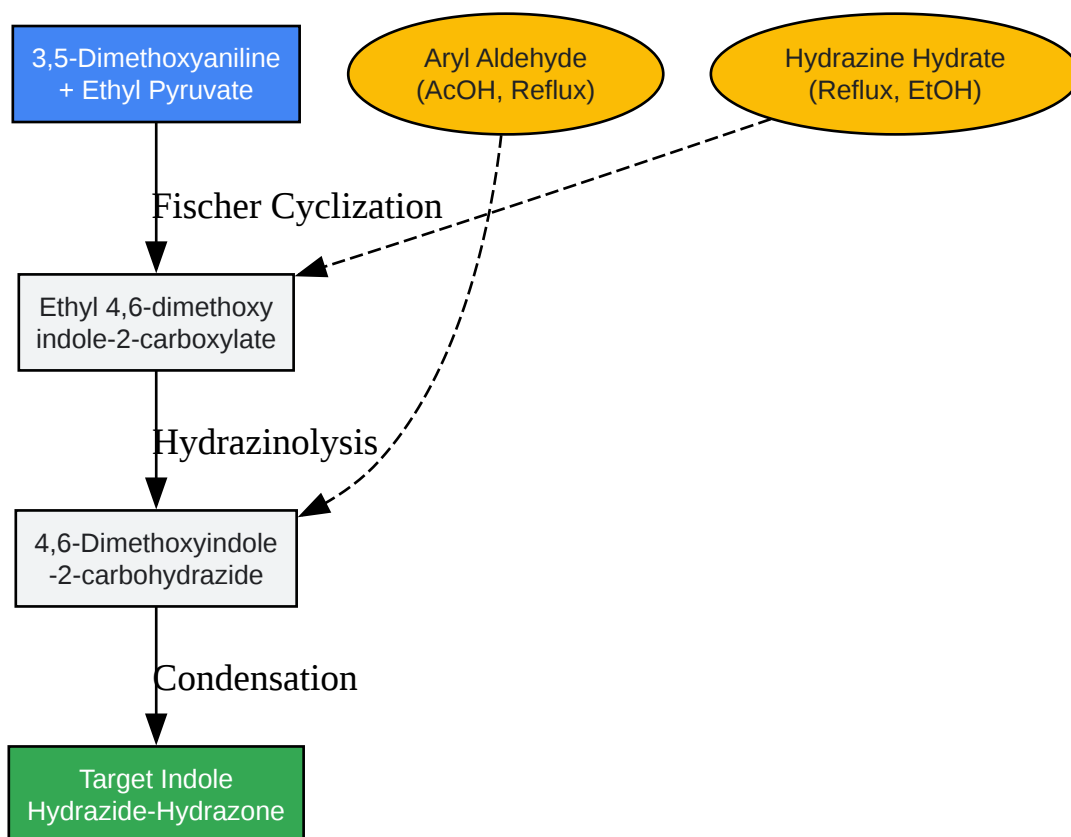 3,5-Dimethoxyaniline
+ Ethyl Pyruvate
Aryl Aldehyde
(AcOH, Reflux)
Hydrazine Hydrate
(Reflux, EtOH)
Fischer Cyclization
Ethyl 4,6-dimethoxy
indole-2-carboxylate
Hydrazinolysis
4,6-Dimethoxyindole
-2-carbohydrazide
Condensation
Target Indole
Hydrazide-Hydrazone